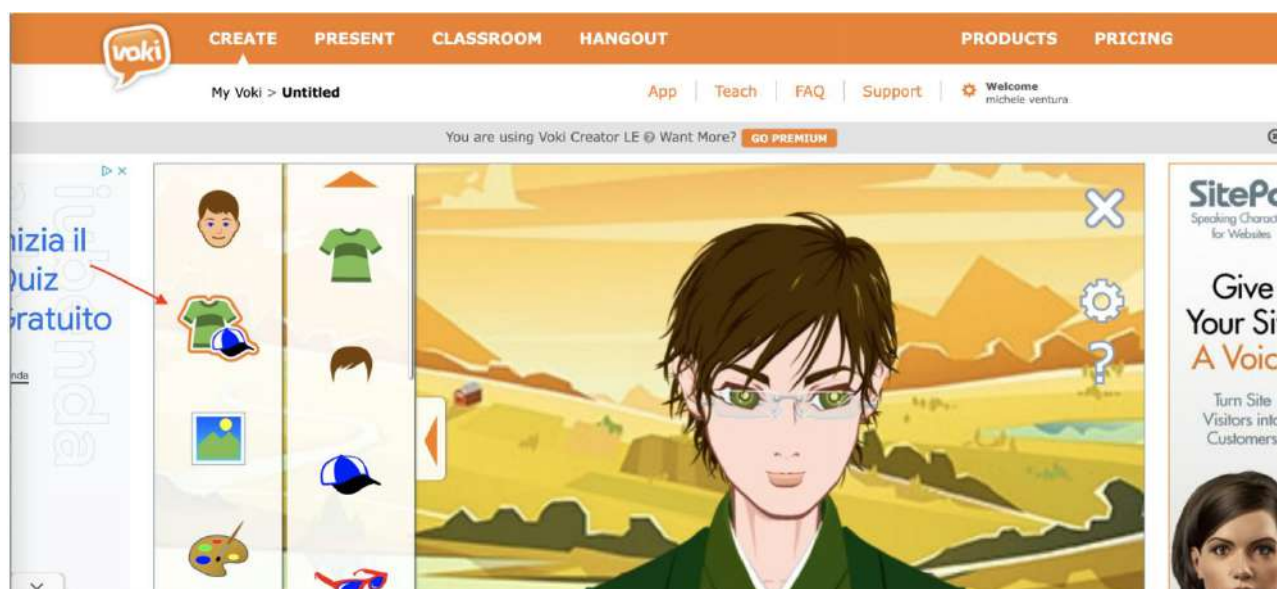 voki
CREATE PRESENT CLASSROOM HANGOUT PRODUCTS PRICING
My Voki > Untitled
App Teach FAQ Support
Welcome
michele ventura
You are using Voki Creator LE Want More? GO PREMIUM
iubenda
nizia il
Quiz
Gratuito
nda
SitePa
Speaking Charact
for Websites
Give
Your Si
A Voic
Turn Site
Visitors into
Customers
?